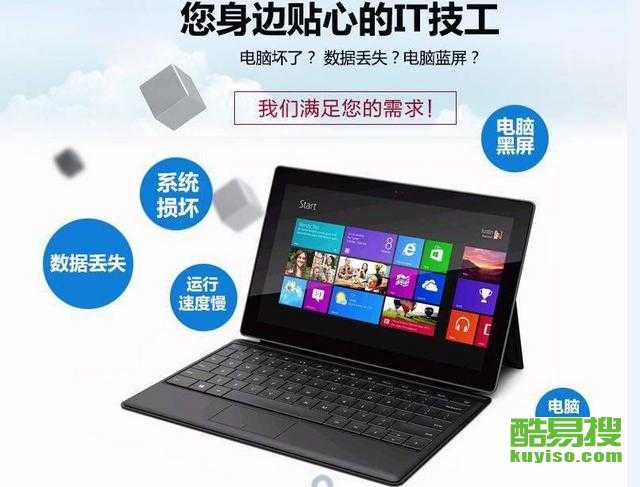 您身边贴心的IT技工
电脑坏了？ 数据丢失？电脑蓝屏？
我们满足您的需求！
电脑
黑屏
系统
损坏
数据丢失
运行
速度慢
Start
8
电脑
酷易搜
kuyiso.com